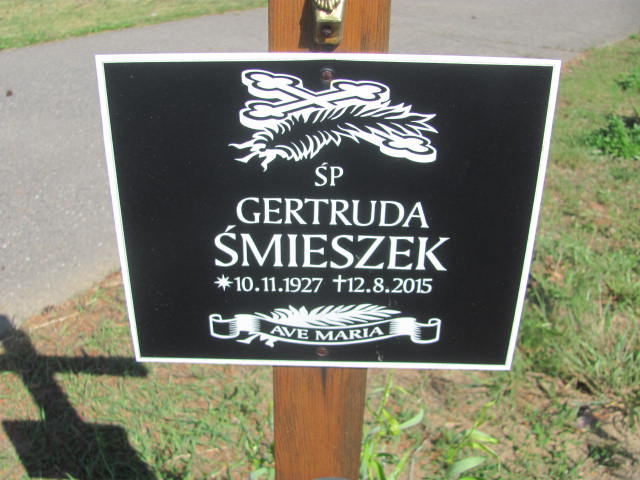 ŚP
GERTRUDA
ŚMIESZEK
*10.11.1927 †12.8.2015
AVE MARIA